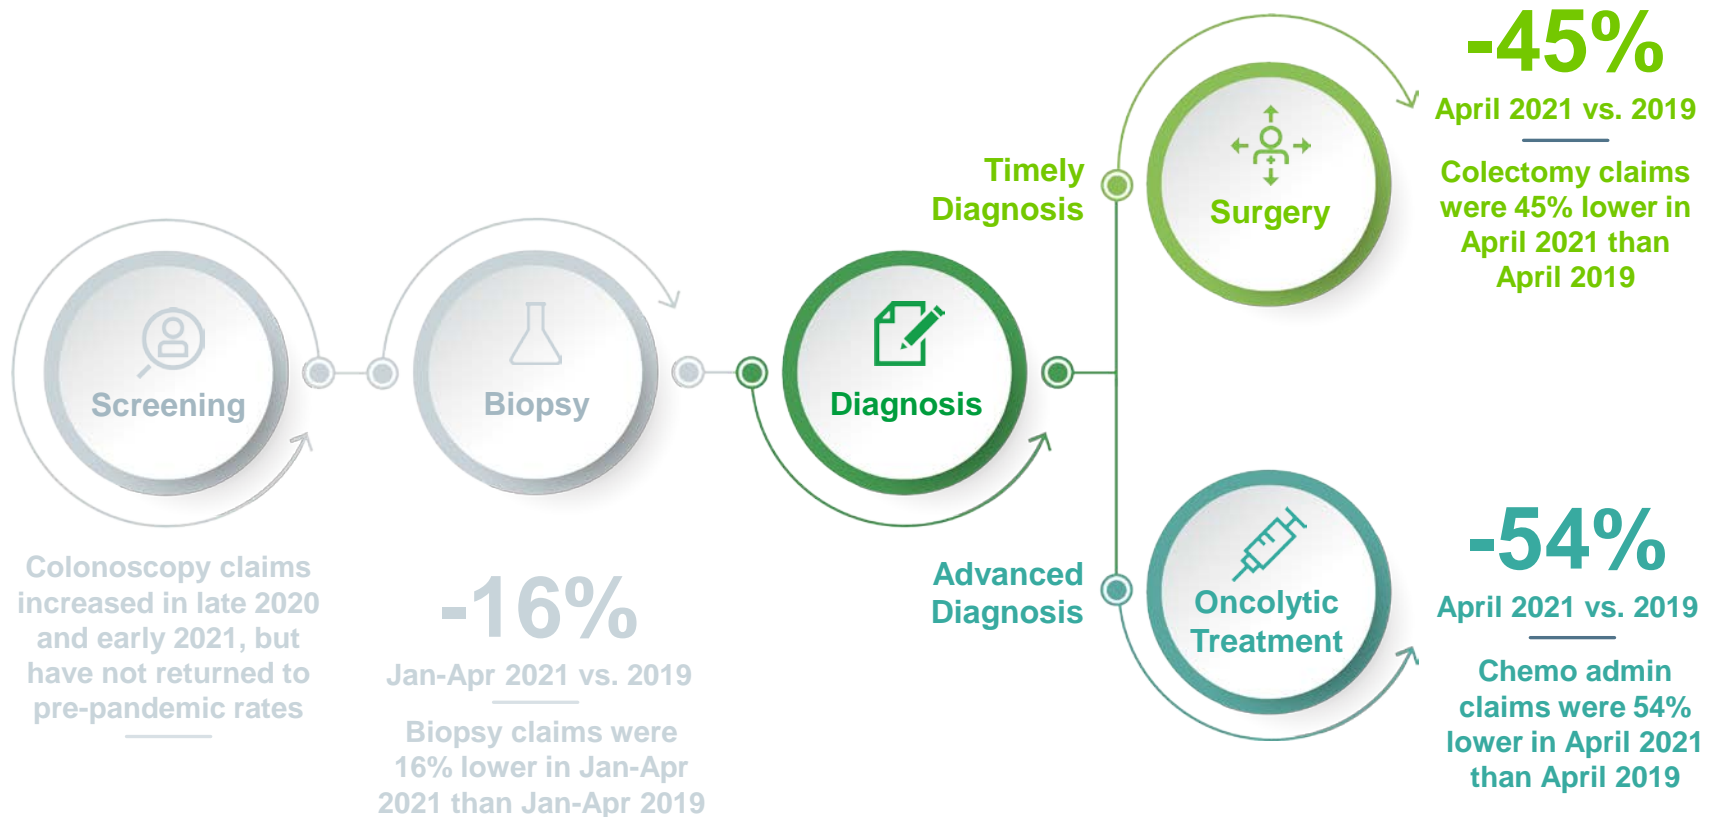 Screening
Colonoscopy claims
increased in late 2020
and early 2021, but
have not returned to
pre-pandemic rates
Biopsy
-16%
Jan-Apr 2021 vs. 2019
Biopsy claims were
16% lower in Jan-Apr
2021 than Jan-Apr 2019
Diagnosis
Timely
Diagnosis
Surgery
-45%
April 2021 vs. 2019
Colectomy claims
were 45% lower in
April 2021 than
April 2019
Advanced
Diagnosis
Oncolytic
Treatment
-54%
April 2021 vs. 2019
Chemo admin
claims were 54%
lower in April 2021
than April 2019